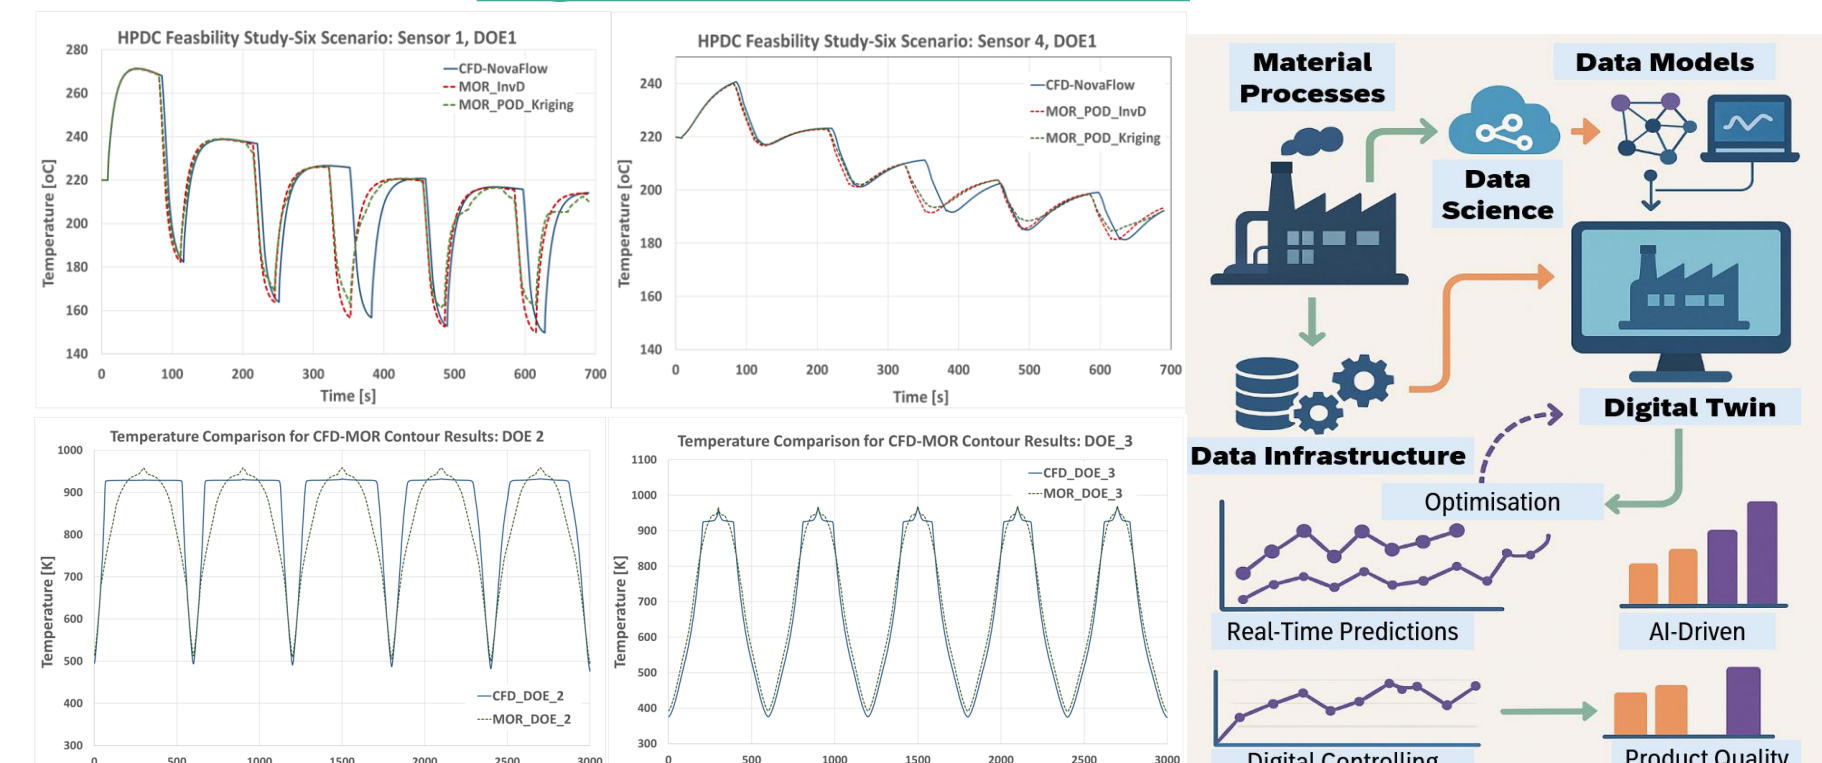 HPDC Feasbility Study-Six Scenario: Sensor 1, DOE1
280
260
240
220
200
180
160
140
0
100
200
300
400
500
600
700
Temperature [oC]
Time [s]
CFD-NovaFlow
MOR_InvD
MOR_POD_Kriging
HPDC Feasbility Study-Six Scenario: Sensor 4, DOE1
240
220
200
180
160
140
0
100
200
300
400
500
600
700
Temperature [oC]
Time [s]
CFD-NovaFlow
MOR_POD_InvD
MOR_POD_Kriging
Temperature Comparison for CFD-MOR Contour Results: DOE 2
1000
900
800
700
600
500
400
300
0
500
1000
1500
2000
2500
3000
Temperature [K]
CFD_DOE_2
MOR_DOE_2
Temperature Comparison for CFD-MOR Contour Results: DOE_3
1100
1000
900
800
700
600
500
400
300
0
500
1000
1500
2000
2500
3000
Temperature [K]
CFD_DOE_3
MOR_DOE_3
Material
Processes
Data Models
Data
Science
Digital Twin
Data Infrastructure
Optimisation
Real-Time Predictions
AI-Driven
Digital Controlling
Product Quality